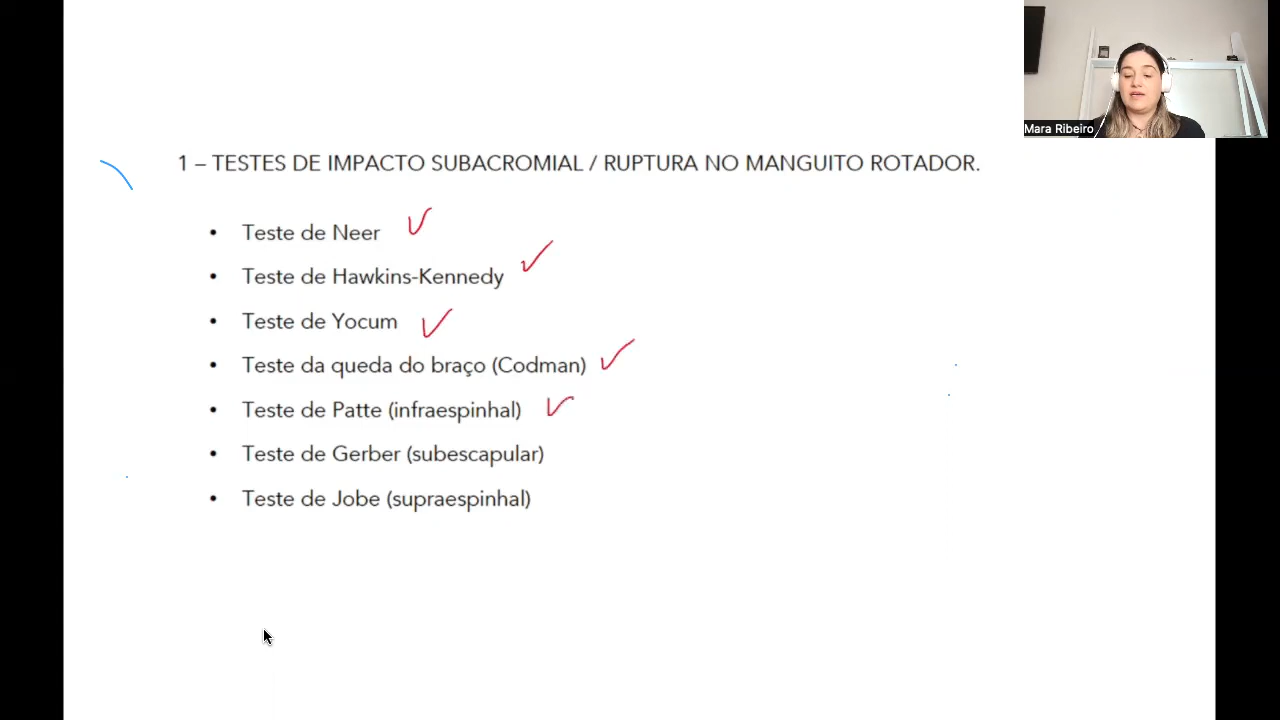 Mara Ribeiro
1 – TESTES DE IMPACTO SUBACROMIAL / RUPTURA NO MANGUITO ROTADOR.
• Teste de Neer
• Teste de Hawkins-Kennedy
• Teste de Yocum
• Teste da queda do braço (Codman)
• Teste de Patte (infraespinhal)
• Teste de Gerber (subescapular)
• Teste de Jobe (supraespinhal)